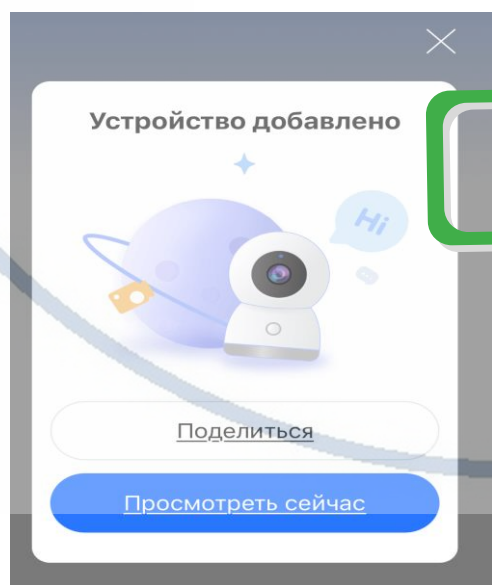 Устройство добавлено
Hi
Поделиться
Просмотреть сейчас